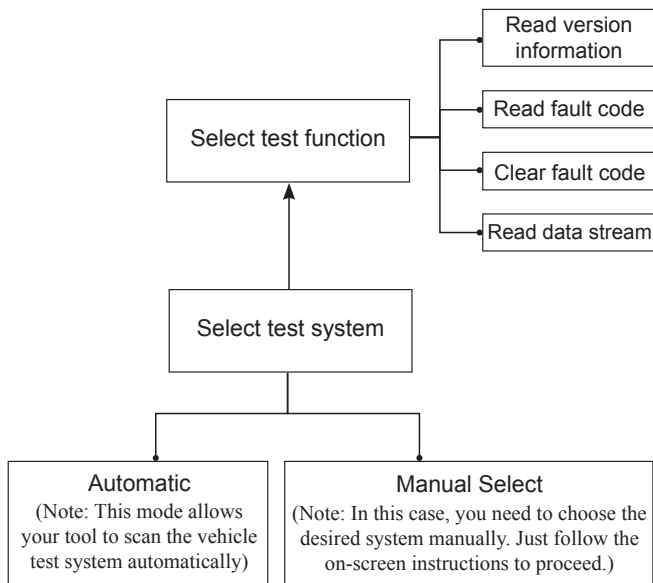 Read version
information
Select test function
Read fault code
Clear fault code
Read data stream
Select test system
Automatic
(Note: This mode allows
your tool to scan the vehicle
test system automatically)
Manual Select
(Note: In this case, you need to choose the
desired system manually. Just follow the
on-screen instructions to proceed.)